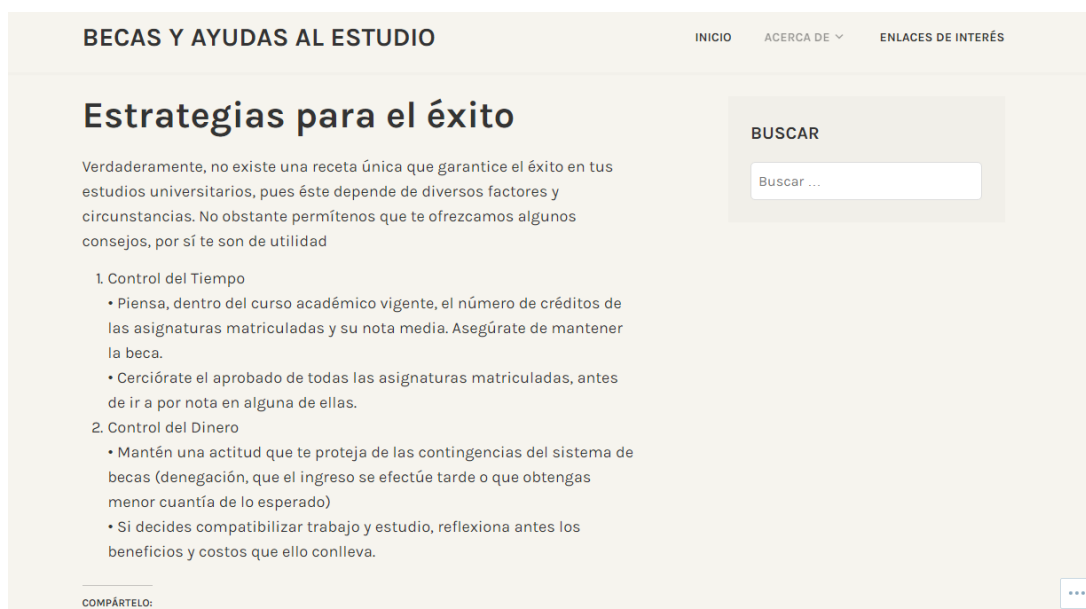 BECAS Y AYUDAS AL ESTUDIO
INICIO
ACERCA DE
ENLACES DE INTERÉS
Estrategias para el éxito
Verdaderamente, no existe una receta única que garantice el éxito en tus
estudios universitarios, pues éste depende de diversos factores y
circunstancias. No obstante permítenos que te ofrezcamos algunos
consejos, por sí te son de utilidad
1. Control del Tiempo
• Piensa, dentro del curso académico vigente, el número de créditos de
las asignaturas matriculadas y su nota media. Asegúrate de mantener
la beca.
• Cerciórate el aprobado de todas las asignaturas matriculadas, antes
de ir a por nota en alguna de ellas.
2. Control del Dinero
• Mantén una actitud que te proteja de las contingencias del sistema de
becas (denegación, que el ingreso se efectúe tarde o que obtengas
menor cuantía de lo esperado)
• Si decides compatibilizar trabajo y estudio, reflexiona antes los
beneficios y costos que ello conlleva.
COMPÁRTELO:
BUSCAR
Buscar ...